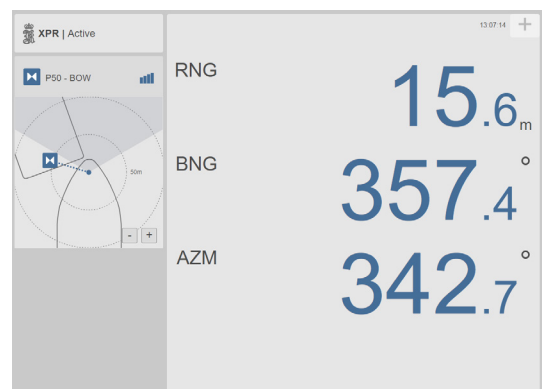 XPR | Active
P50 - BOW
50m
- +
13:07:14 +
RNG
15.6m
BNG
357.4°
AZM
342.7°